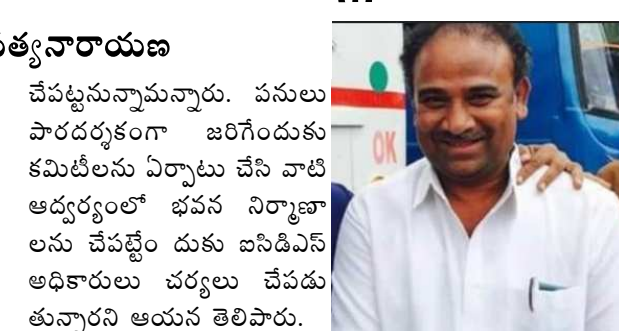 త్యనారాయణ
చేపట్టనున్నామన్నారు. పనులు
పారదర్శకంగా జరిగేందుకు
కమిటీలను ఏర్పాటు చేసి వాటి
ఆద్వర్యంలో భవన నిర్మాణా
లను చేపట్టేం దుకు ఐసిడిఎస్
అధికారులు చర్యలు చేపడు
తున్నారని ఆయన తెలిపారు.
OK